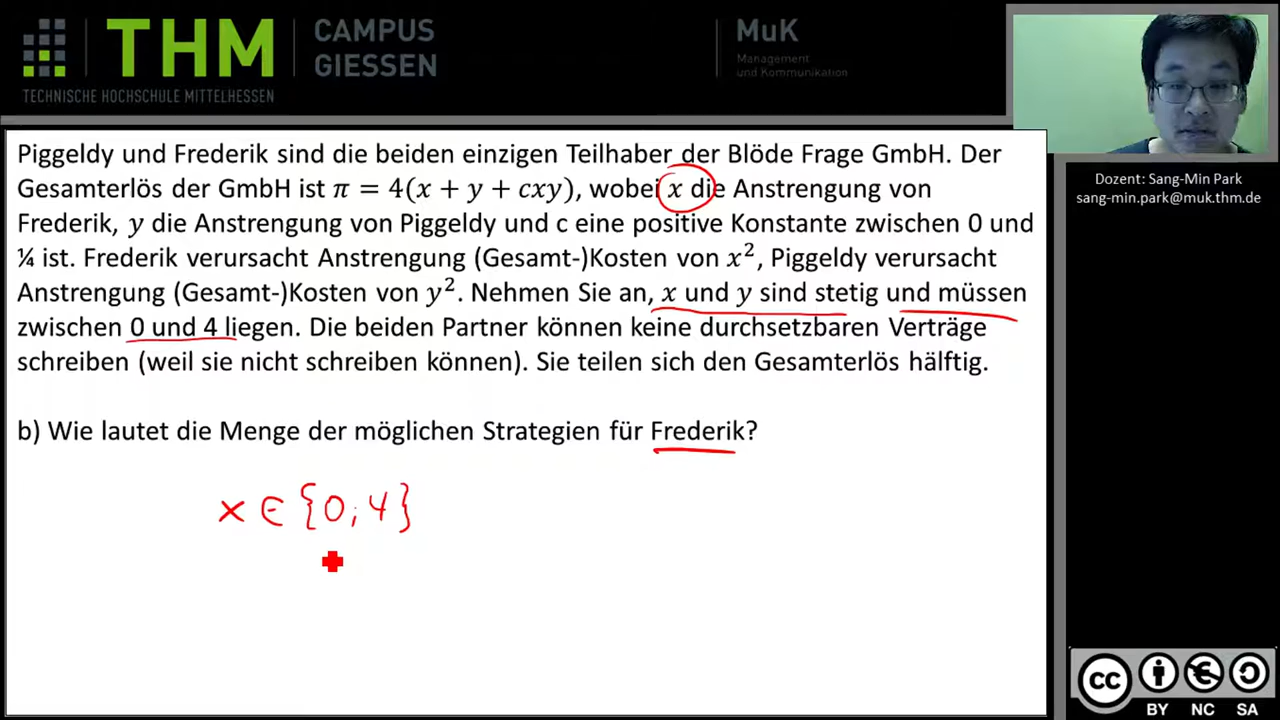 THM
CAMPUS
GIESSEN
TECHNISCHE HOCHSCHULE MITTELHESSEN
MuK
Management
und Kommunikation
Dozent: Sang-Min Park
sang-min.park@muk.thm.de
Piggeldy und Frederik sind die beiden einzigen Teilhaber der Blöde Frage GmbH. Der
Gesamterlös der GmbH ist π = 4(x + y + cxy), wobei x die Anstrengung von
Frederik, y die Anstrengung von Piggeldy und c eine positive Konstante zwischen 0 und
¼ ist. Frederik verursacht Anstrengung (Gesamt-)Kosten von x², Piggeldy verursacht
Anstrengung (Gesamt-)Kosten von y². Nehmen Sie an, x und y sind stetig und müssen
zwischen 0 und 4 liegen. Die beiden Partner können keine durchsetzbaren Verträge
schreiben (weil sie nicht schreiben können). Sie teilen sich den Gesamterlös hälftig.
b) Wie lautet die Menge der möglichen Strategien für Frederik?
x ∈ {0; 4}
cc
BY NC SA